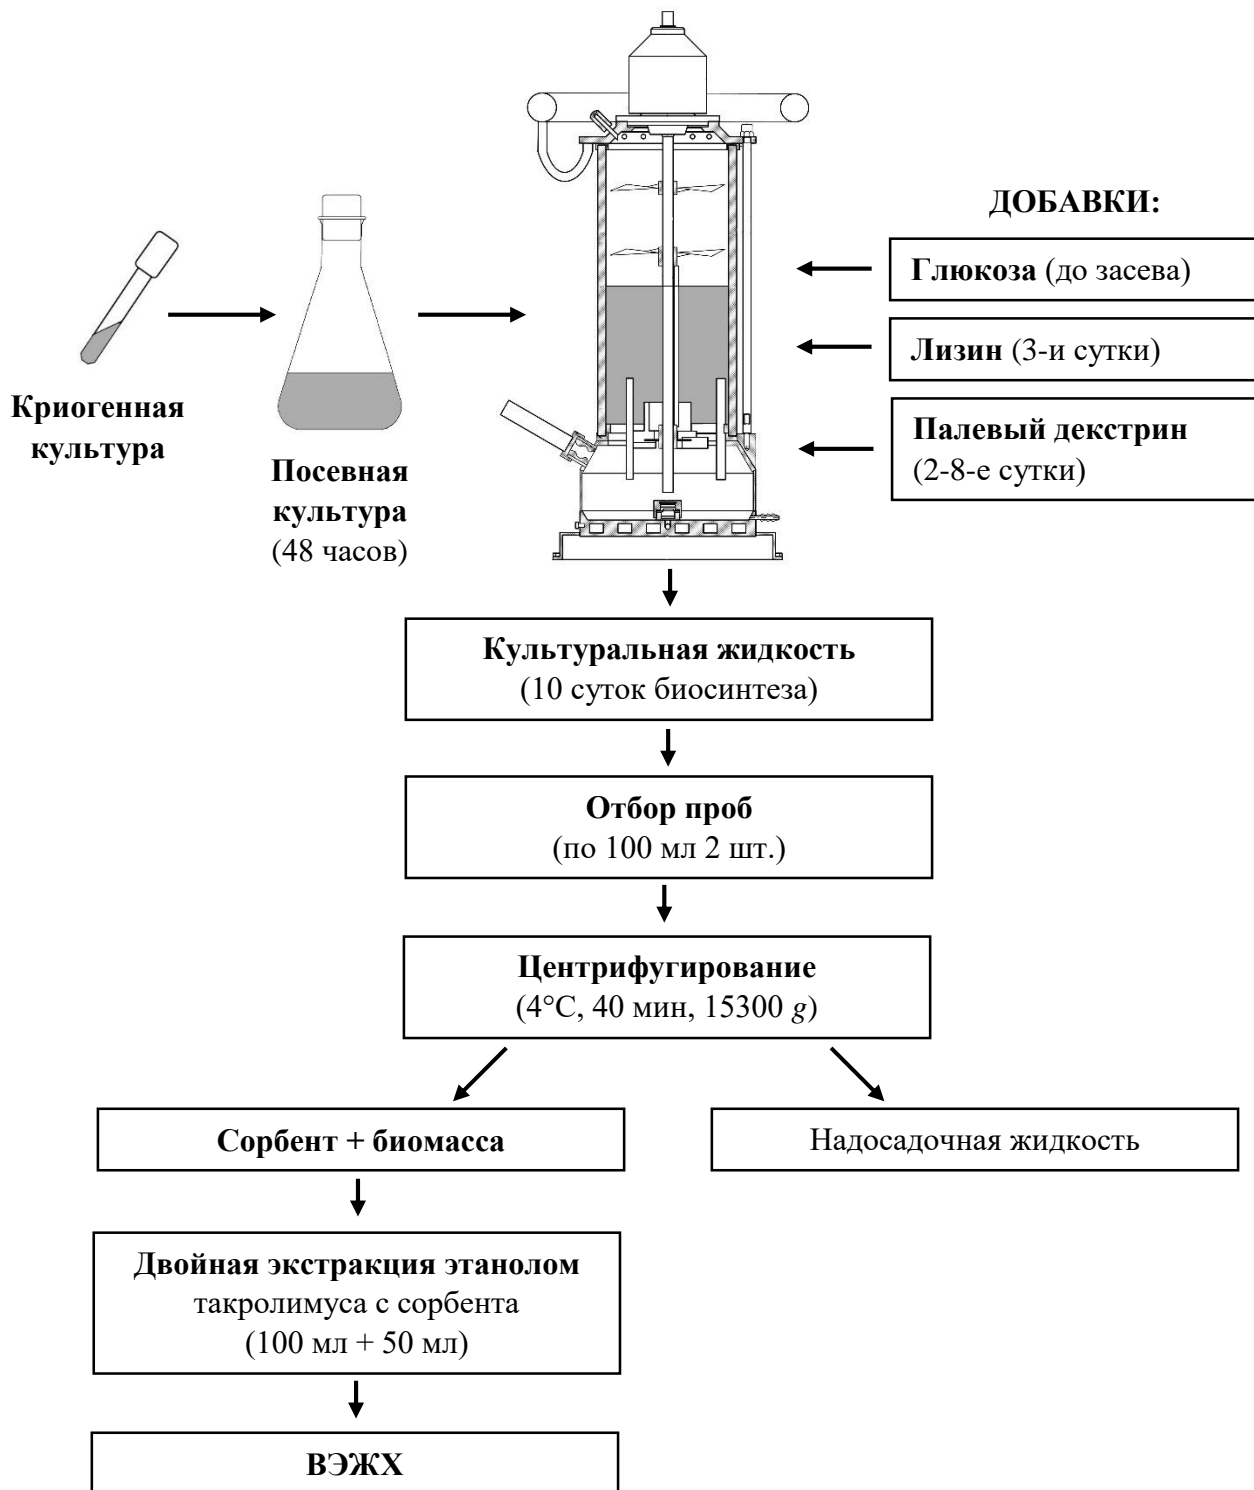 ДОБАВКИ:
Глюкоза (до засева)
Лизин (3-и сутки)
Палевый декстрин
(2-8-е сутки)
Криогенная
культура
Посевная
культура
(48 часов)
Культуральная жидкость
(10 суток биосинтеза)
Отбор проб
(по 100 мл 2 шт.)
Центрифугирование
(4°С, 40 мин, 15300 g)
Сорбент + биомасса
Надосадочная жидкость
Двойная экстракция этанолом
такролимуса с сорбента
(100 мл + 50 мл)
ВЭЖХ